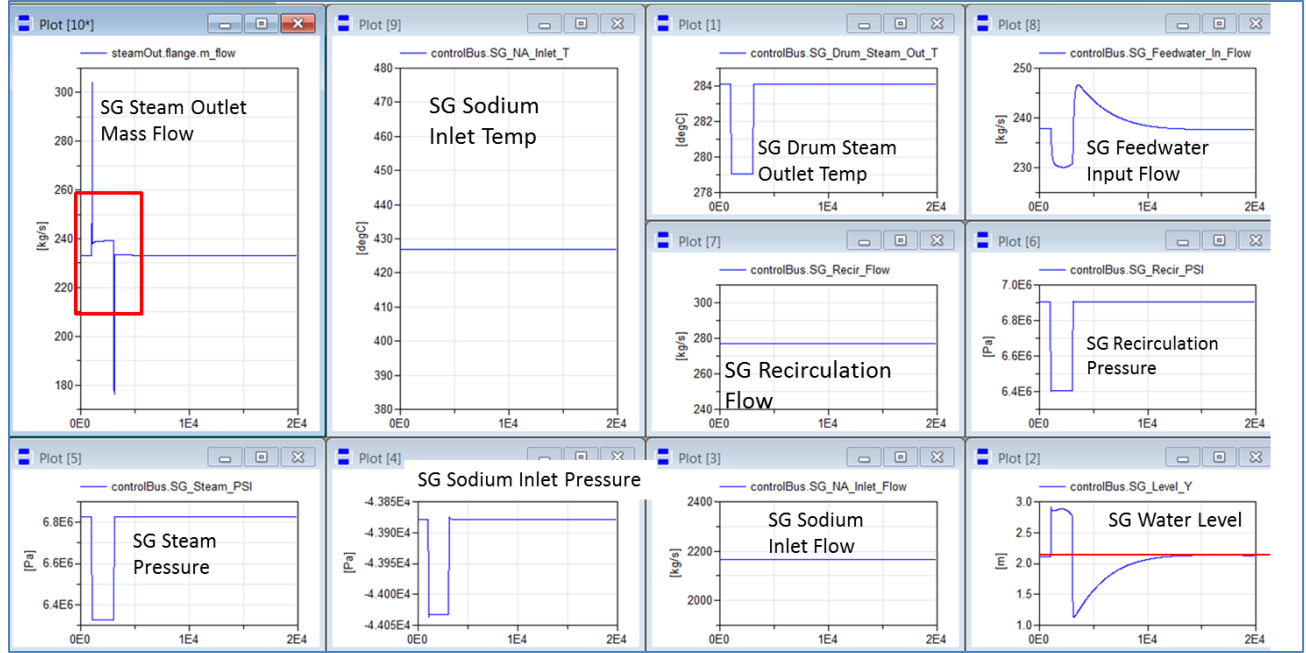 Plot [10*]
steamOut.flange.m_flow
SG Steam Outlet
Mass Flow
[kg/s]
300
280
260
240
220
200
180
0E0 1E4 2E4
Plot [9]
controlBus.SG_NA_Inlet_T
SG Sodium
Inlet Temp
[degC]
480
470
460
450
440
430
420
410
400
390
380
0E0 1E4 2E4
Plot [1]
controlBus.SG_Drum_Steam_Out_T
SG Drum Steam
Outlet Temp
[degC]
284
282
280
278
0E0 1E4 2E4
Plot [8]
controlBus.SG_Feedwater_In_Flow
SG Feedwater
Input Flow
[kg/s]
250
240
230
0E0 1E4 2E4
Plot [7]
controlBus.SG_Recir_Flow
SG Recirculation
Flow
[kg/s]
300
280
260
240
0E0 1E4 2E4
Plot [6]
controlBus.SG_Recir_PSI
SG Recirculation
Pressure
[Pa]
7.0E6
6.8E6
6.6E6
6.4E6
0E0 1E4 2E4
Plot [5]
controlBus.SG_Steam_PSI
SG Steam
Pressure
[Pa]
6.8E6
6.6E6
6.4E6
0E0 1E4 2E4
Plot [4]
SG Sodium Inlet Pressure
[Pa]
-4.385E4
-4.390E4
-4.395E4
-4.400E4
-4.405E4
0E0 1E4 2E4
Plot [3]
controlBus.SG_NA_Inlet_Flow
SG Sodium
Inlet Flow
[kg/s]
2400
2200
2000
0E0 1E4 2E4
Plot [2]
controlBus.SG_Level_Y
SG Water Level
[m]
3.0
2.5
2.0
1.5
1.0
0E0 1E4 2E4